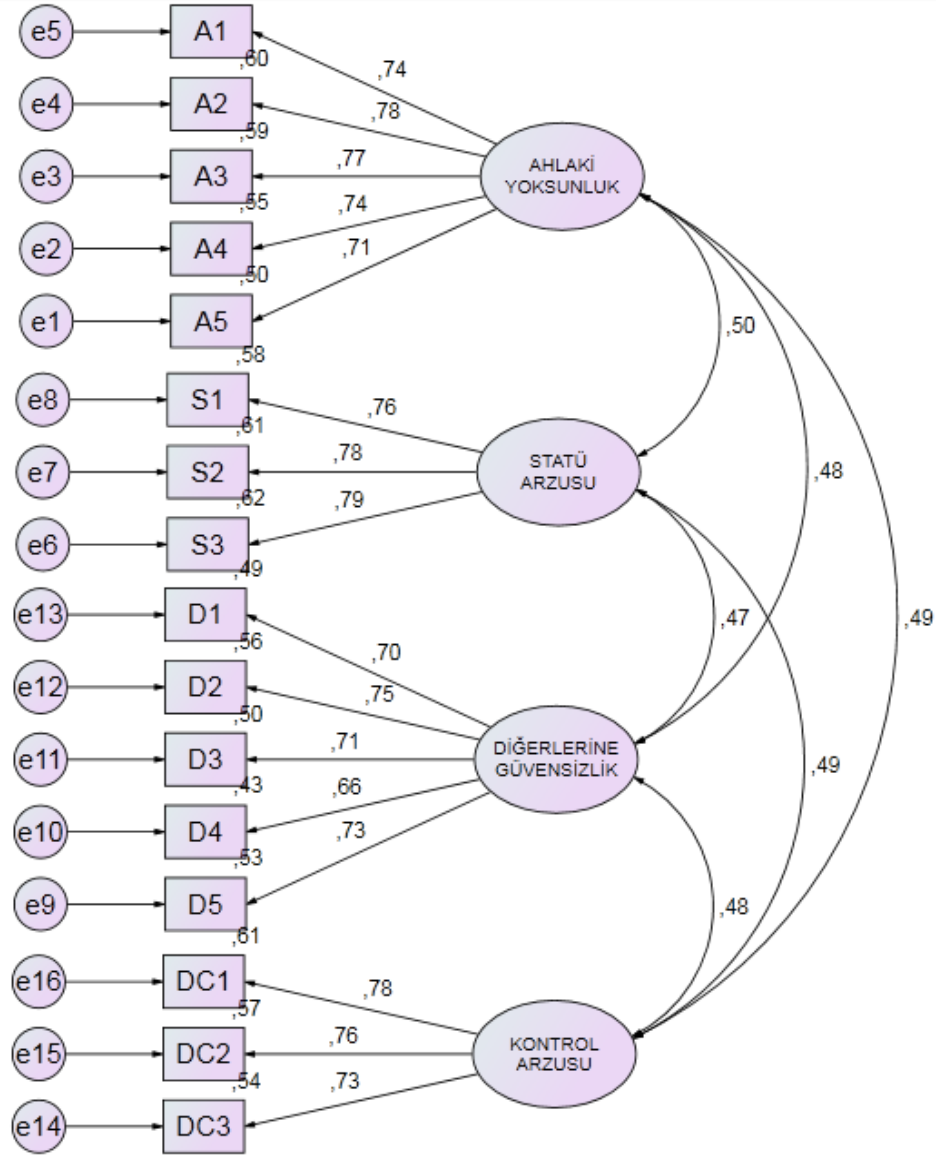 e5 A1 ,60 ,74
e4 A2 ,59 ,78
AHLAKİ
YOKSUNLUK
e3 A3 ,55 ,77
e2 A4 ,50 ,74
e1 A5 ,58 ,71
,50
e8 S1 ,61 ,76
STATÜ
ARZUSU
,48
e7 S2 ,62 ,78
e6 S3 ,49 ,79
e13 D1 ,56 ,70
,47
,49
e12 D2 ,50 ,75
DİĞERLERİNE
GÜVENSİZLİK
e11 D3 ,43 ,71
,49
e10 D4 ,53 ,66
e9 D5 ,61 ,73
,48
e16 DC1 ,57 ,78
KONTROL
ARZUSU
e15 DC2 ,54 ,76
e14 DC3 ,73